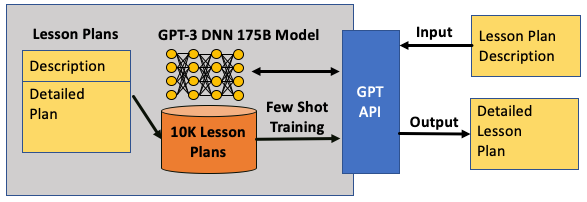 Lesson Plans
Description
Detailed
Plan
GPT-3 DNN 175B Model
10K Lesson
Plans
Few Shot
Training
GPT
API
Input
Lesson Plan
Description
Output
Detailed
Lesson
Plan